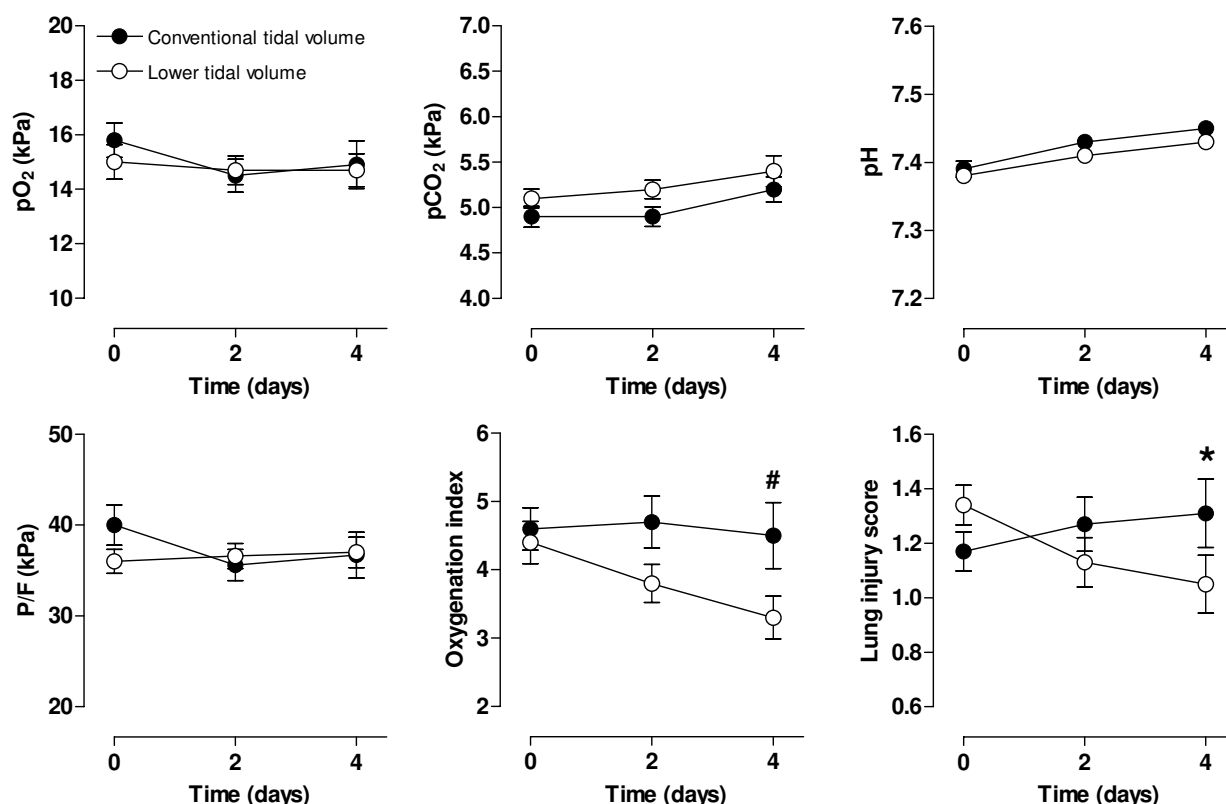 20
18
16
14
12
10
pO₂ (kPa)
Conventional tidal volume
Lower tidal volume
0 2 4
Time (days)
7.0
6.5
6.0
5.5
5.0
4.5
4.0
pCO₂ (kPa)
0 2 4
Time (days)
7.6
7.5
7.4
7.3
7.2
pH
0 2 4
Time (days)
50
40
30
20
P/F (kPa)
0 2 4
Time (days)
6
5
4
3
2
Oxygenation index
#
0 2 4
Time (days)
1.6
1.4
1.2
1.0
0.8
0.6
Lung injury score
*
0 2 4
Time (days)